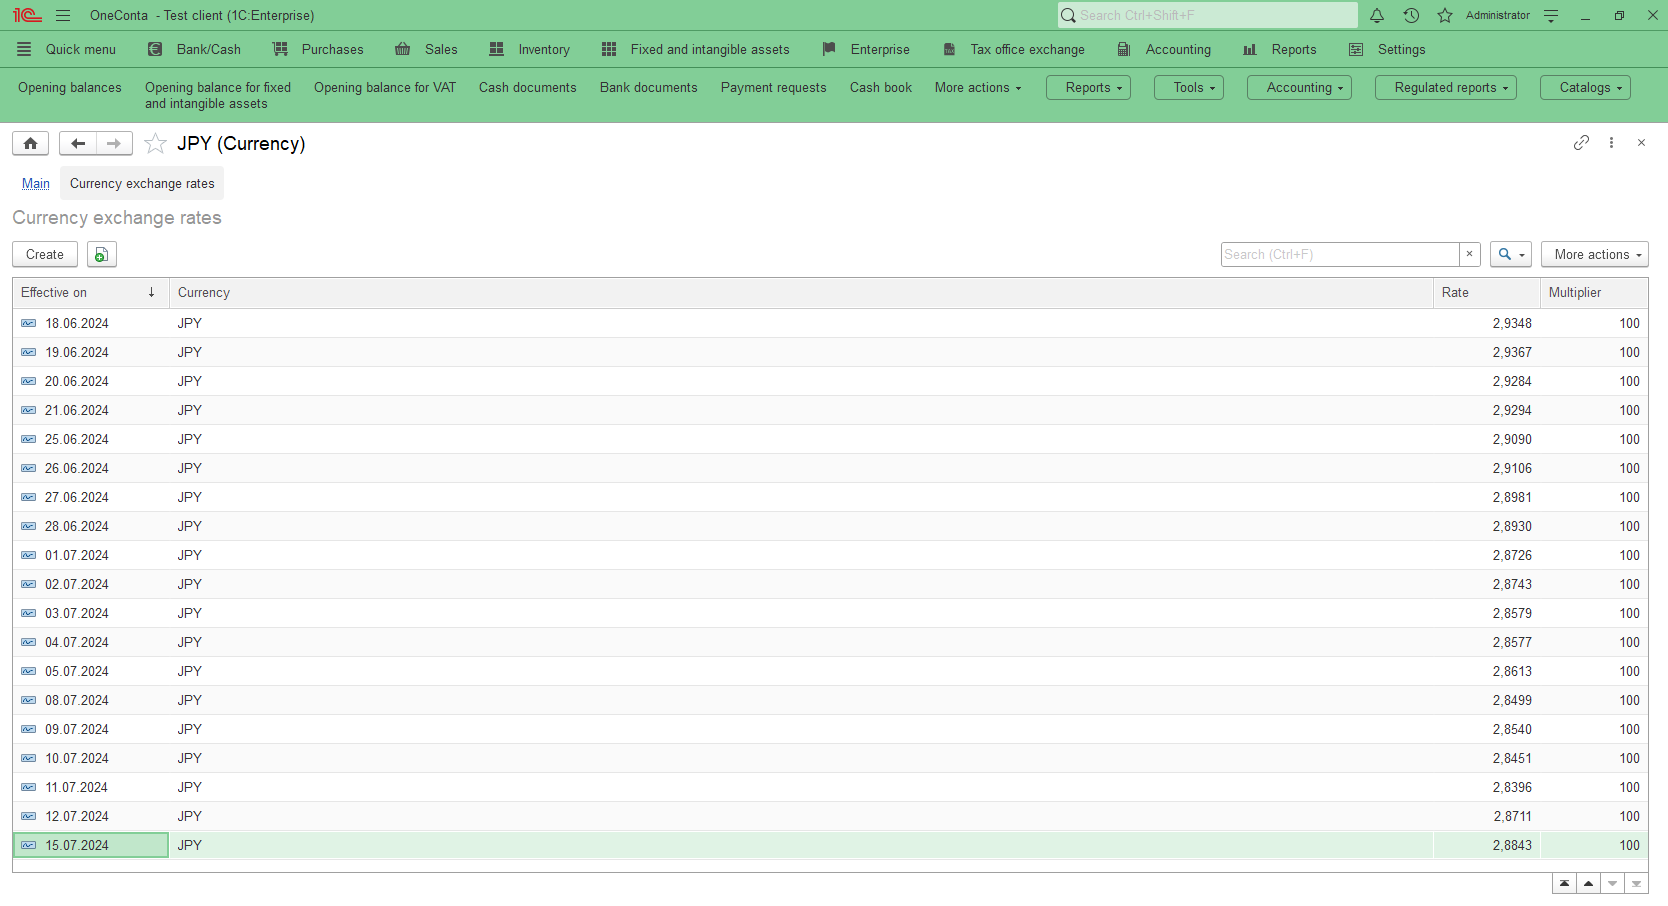 1C OneConta - Test client (1C:Enterprise) Search Ctrl+Shift+F Administrator
Quick menu Bank/Cash Purchases Sales Inventory Fixed and intangible assets Enterprise Tax office exchange Accounting Reports Settings
Opening balances Opening balance for fixed Opening balance for VAT Cash documents Bank documents Payment requests Cash book More actions Reports Tools Accounting Regulated reports Catalogs
and intangible assets
JPY (Currency)
Main Currency exchange rates
Currency exchange rates
Create Search (Ctrl+F) × More actions
Effective on ↓ Currency Rate Multiplier
18.06.2024 JPY 2,9348 100
19.06.2024 JPY 2,9367 100
20.06.2024 JPY 2,9284 100
21.06.2024 JPY 2,9294 100
25.06.2024 JPY 2,9090 100
26.06.2024 JPY 2,9106 100
27.06.2024 JPY 2,8981 100
28.06.2024 JPY 2,8930 100
01.07.2024 JPY 2,8726 100
02.07.2024 JPY 2,8743 100
03.07.2024 JPY 2,8579 100
04.07.2024 JPY 2,8577 100
05.07.2024 JPY 2,8613 100
08.07.2024 JPY 2,8499 100
09.07.2024 JPY 2,8540 100
10.07.2024 JPY 2,8451 100
11.07.2024 JPY 2,8396 100
12.07.2024 JPY 2,8711 100
15.07.2024 JPY 2,8843 100